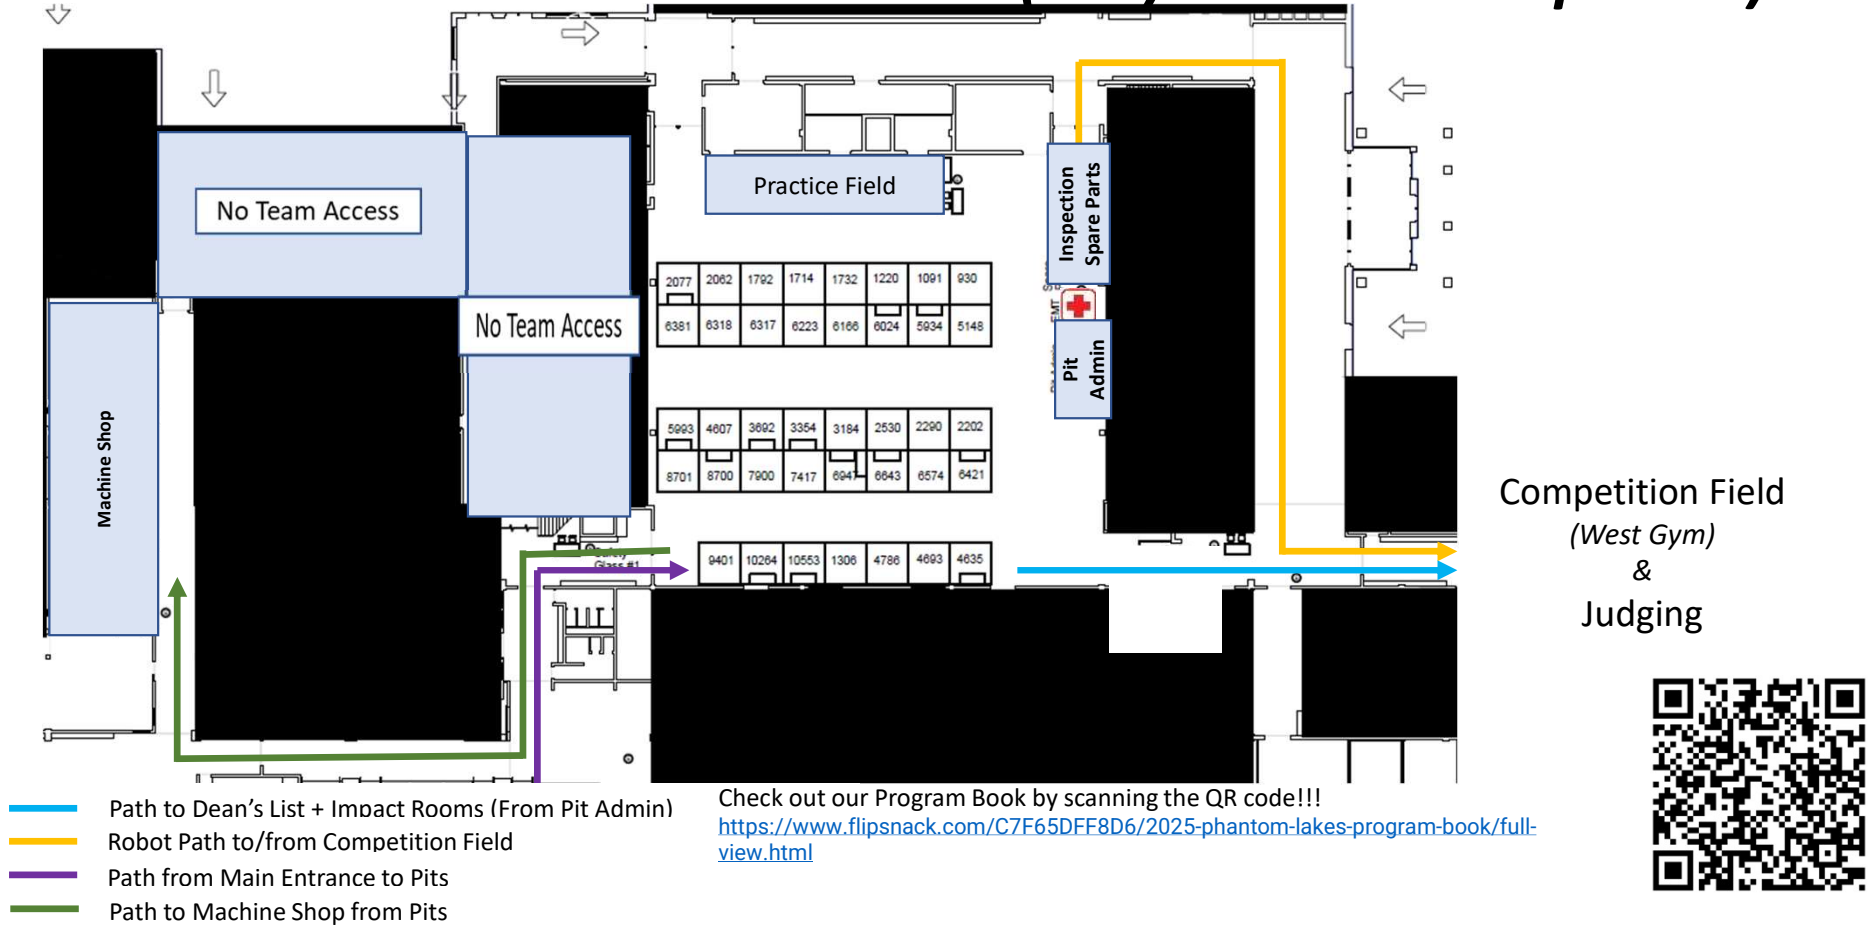 No Team Access
Practice Field
Inspection
Spare Parts
2077 2062 1792 1714 1732 1220 1091 930
6381 6318 6317 6223 6166 6024 5934 5148
No Team Access
EMT
Pit
Admin
Machine Shop
5993 4607 3692 3354 3184 2530 2290 2202
8701 8700 7900 7417 6947 6643 6574 6421
Competition Field
(West Gym)
&
Judging
Safety
Glass #1
9401 10264 10553 1306 4786 4693 4635
Path to Dean's List + Impact Rooms (From Pit Admin)
Robot Path to/from Competition Field
Path from Main Entrance to Pits
Path to Machine Shop from Pits
Check out our Program Book by scanning the QR code!!!
https://www.flipsnack.com/C7F65DFF8D6/2025-phantom-lakes-program-book/full-
view.html